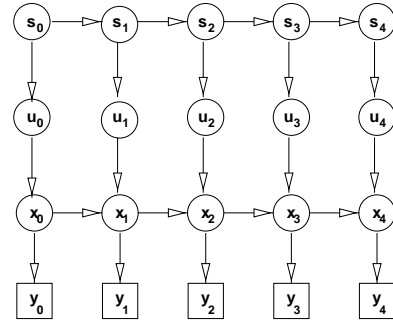 s₀ s₁ s₂ s₃ s₄
u₀ u₁ u₂ u₃ u₄
x₀ x₁ x₂ x₃ x₄
y₀ y₁ y₂ y₃ y₄